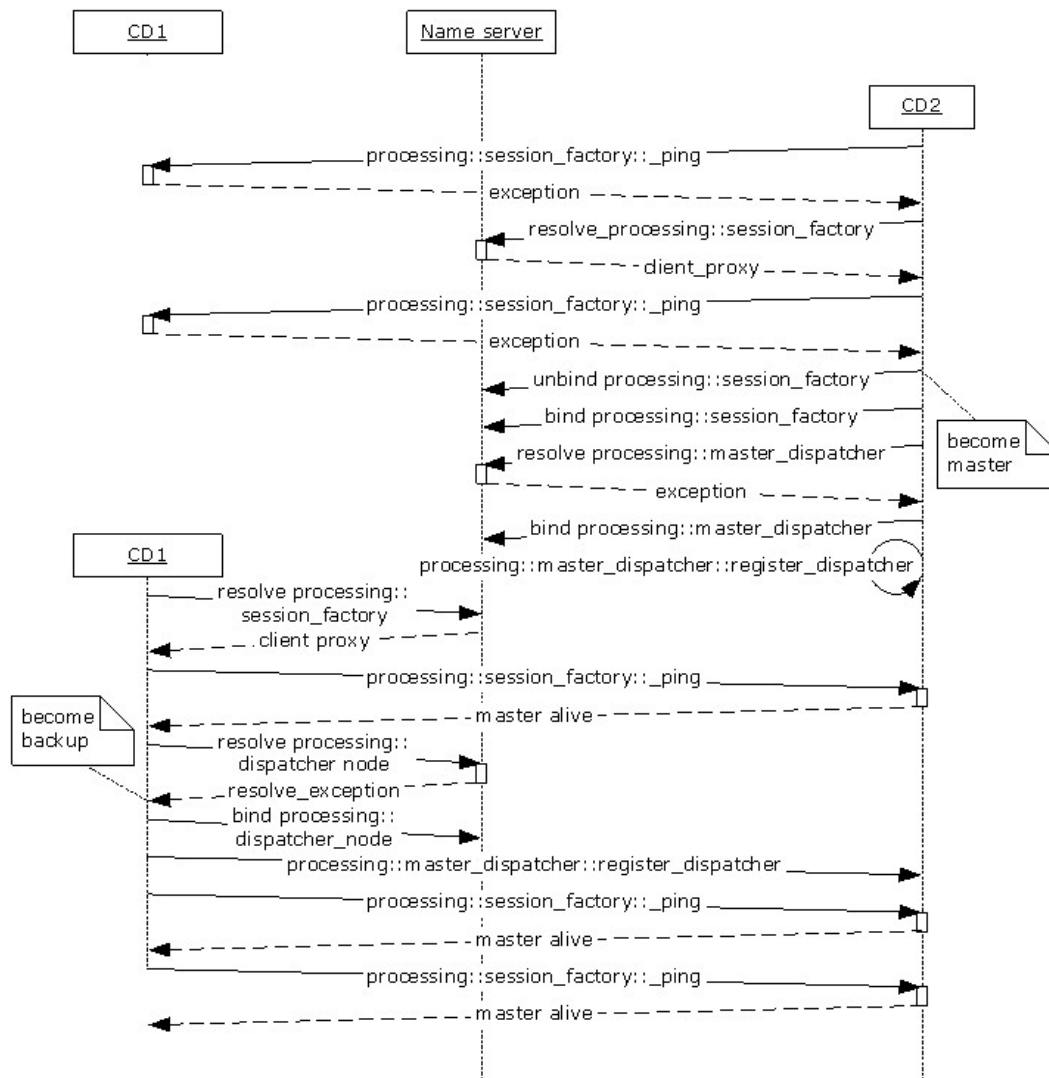 CD1
Name server
CD2
processing::session_factory::_ping
exception
resolve_processing::session_factory
client_proxy
processing::session_factory::_ping
exception
unbind processing::session_factory
bind processing::session_factory
become
master
resolve processing::master_dispatcher
exception
bind processing::master_dispatcher
CD1
processing::master_dispatcher::register_dispatcher
resolve processing::
session_factory
client proxy
processing::session_factory::_ping
master alive
become
backup
resolve processing::
dispatcher node
resolve_exception
bind processing::
dispatcher_node
processing::master_dispatcher::register_dispatcher
processing::session_factory::_ping
master alive
processing::session_factory::_ping
master alive